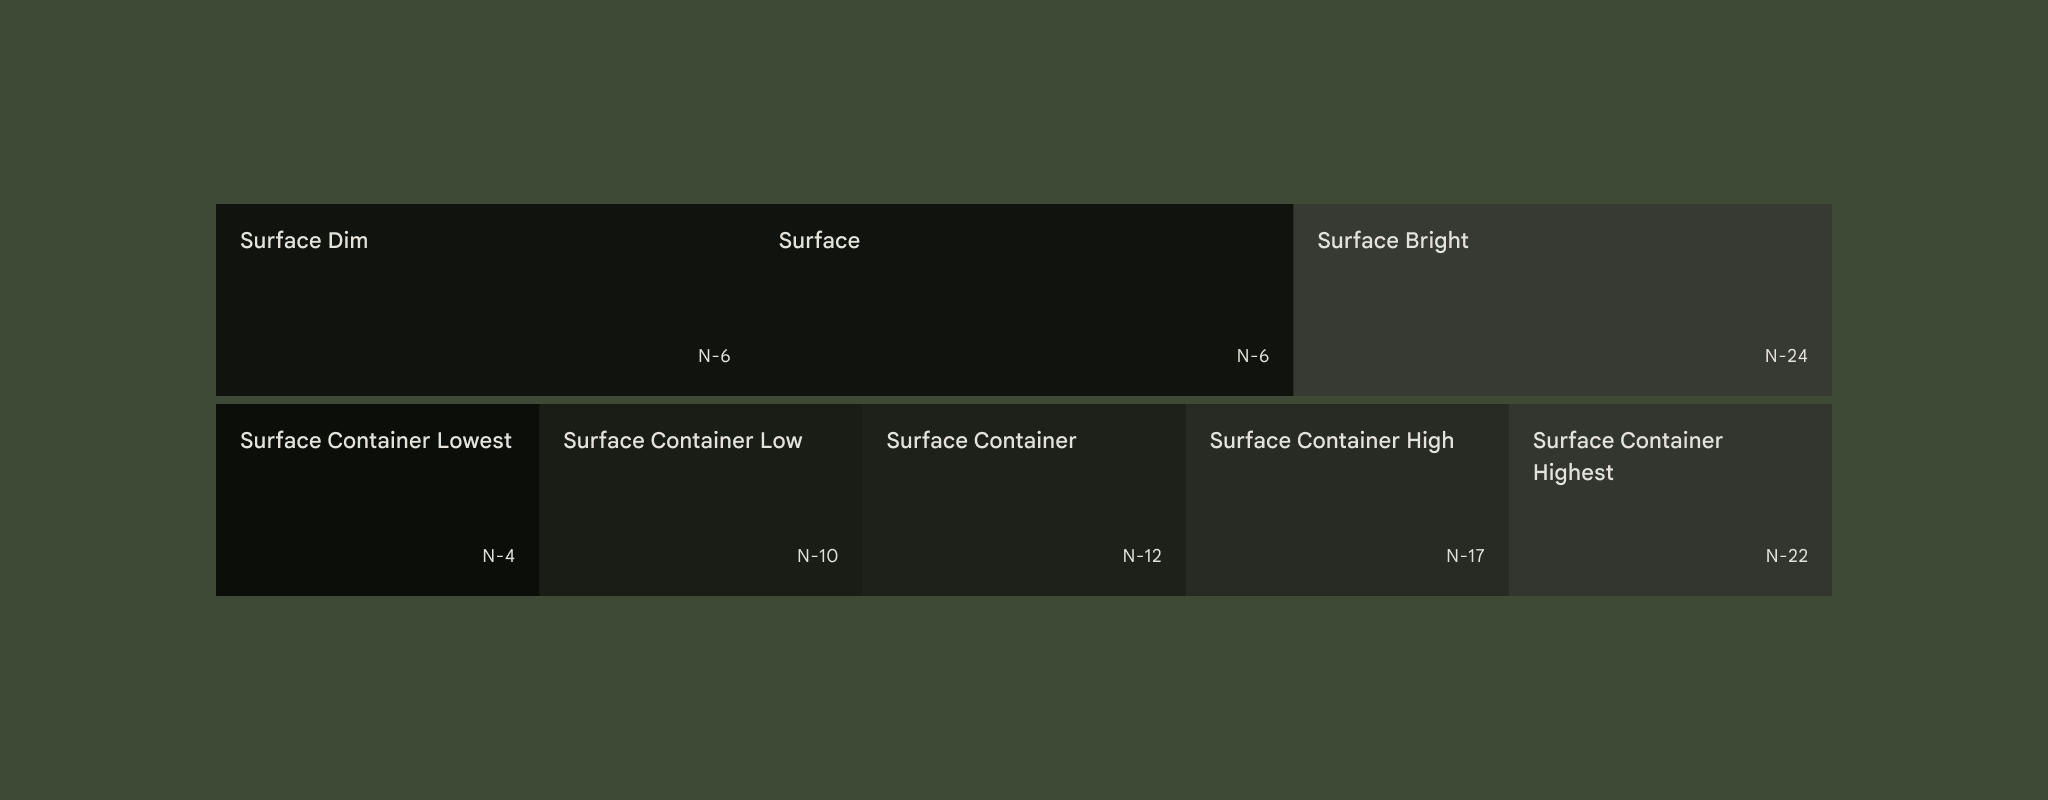 Surface Dim
N-6
Surface
N-6
Surface Bright
N-24
Surface Container Lowest
N-4
Surface Container Low
N-10
Surface Container
N-12
Surface Container High
N-17
Surface Container
Highest
N-22